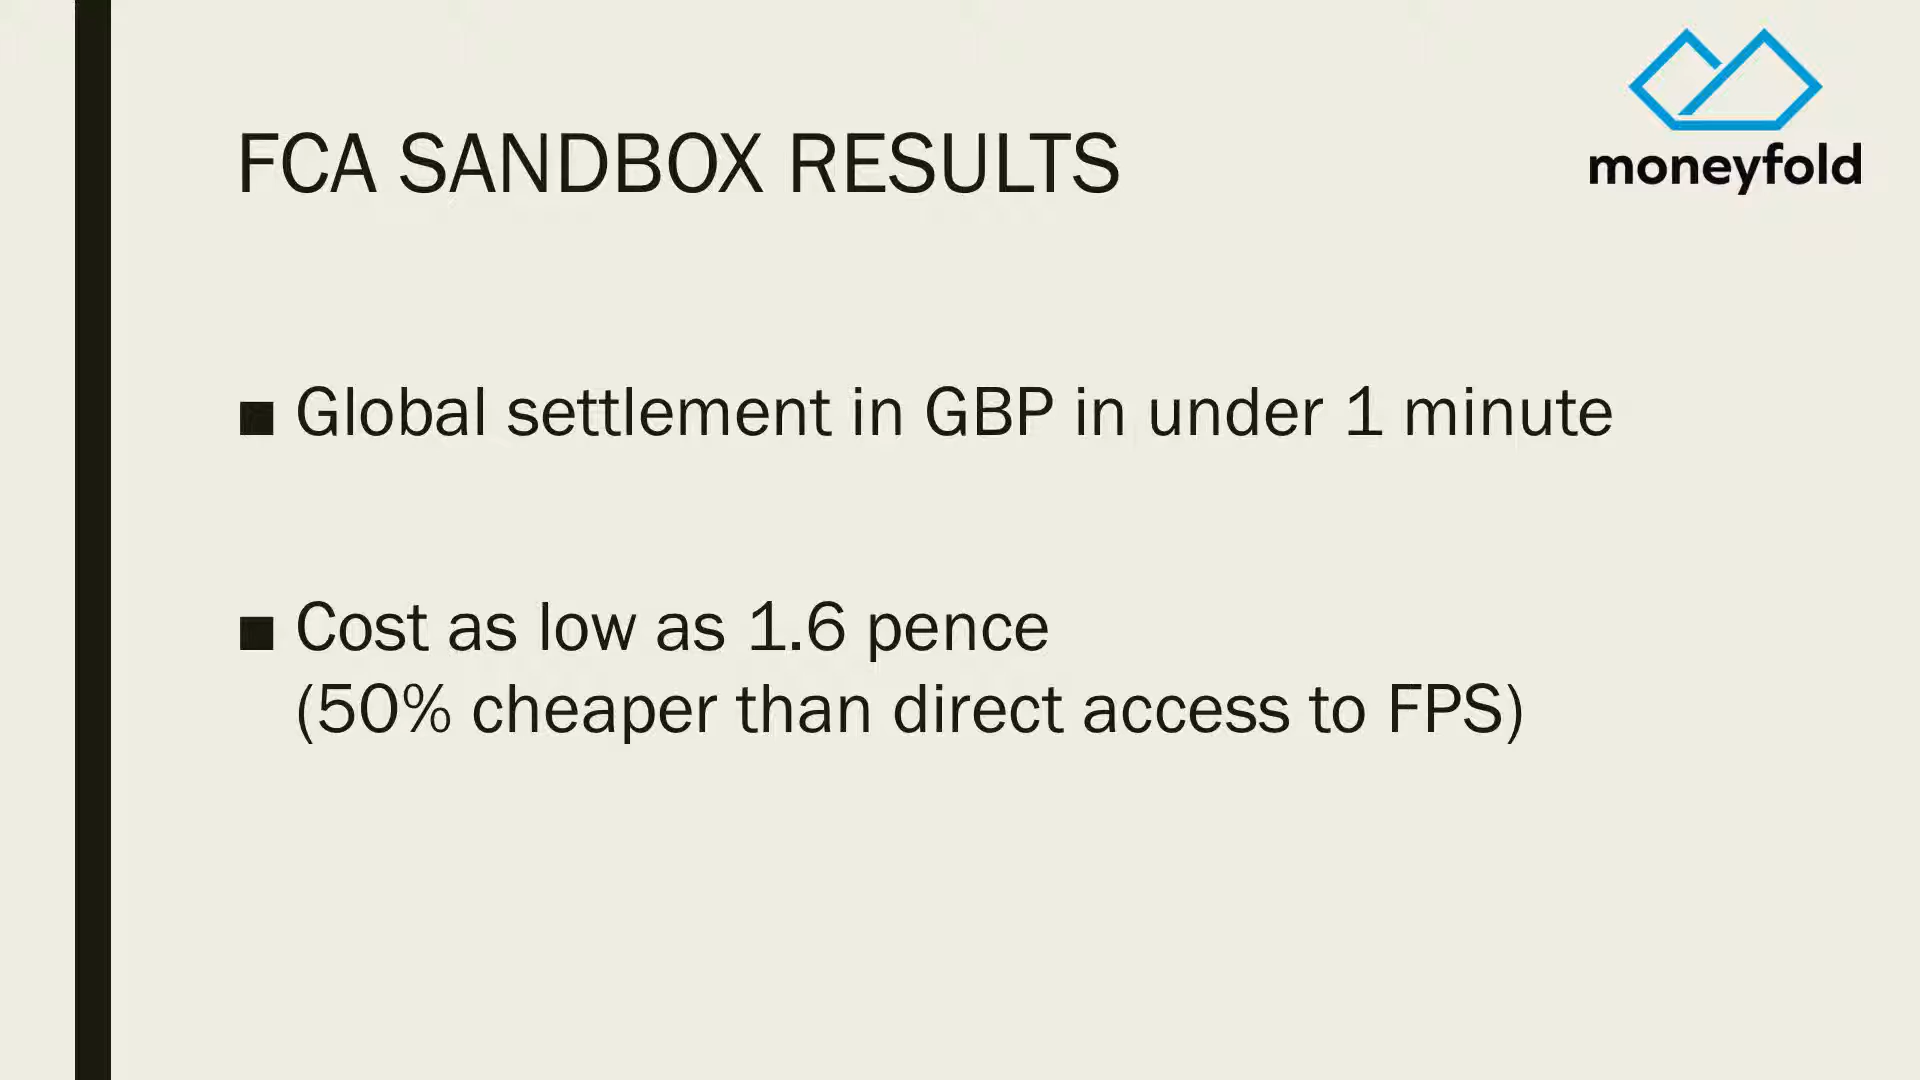 moneyfold
FCA SANDBOX RESULTS
■ Global settlement in GBP in under 1 minute
■ Cost as low as 1.6 pence
(50% cheaper than direct access to FPS)